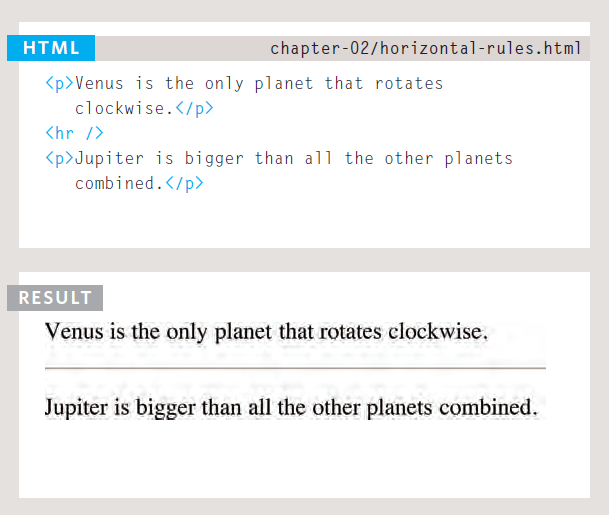 HTML
chapter-02/horizontal-rules.html
<p>Venus is the only planet that rotates
clockwise.</p>
<hr />
<p>Jupiter is bigger than all the other planets
combined.</p>
RESULT
Venus is the only planet that rotates clockwise.
Jupiter is bigger than all the other planets combined.